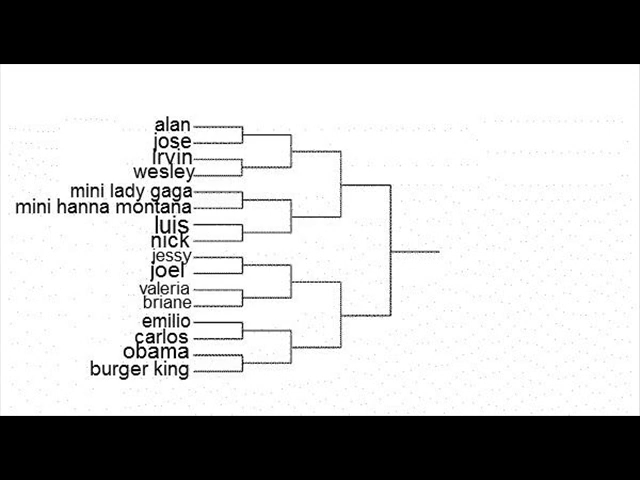 alan
jose
Irvin
wesley
mini lady gaga
mini hanna montana
luis
nick
jessy
joel
valeria
briane
emilio
carlos
obama
burger king